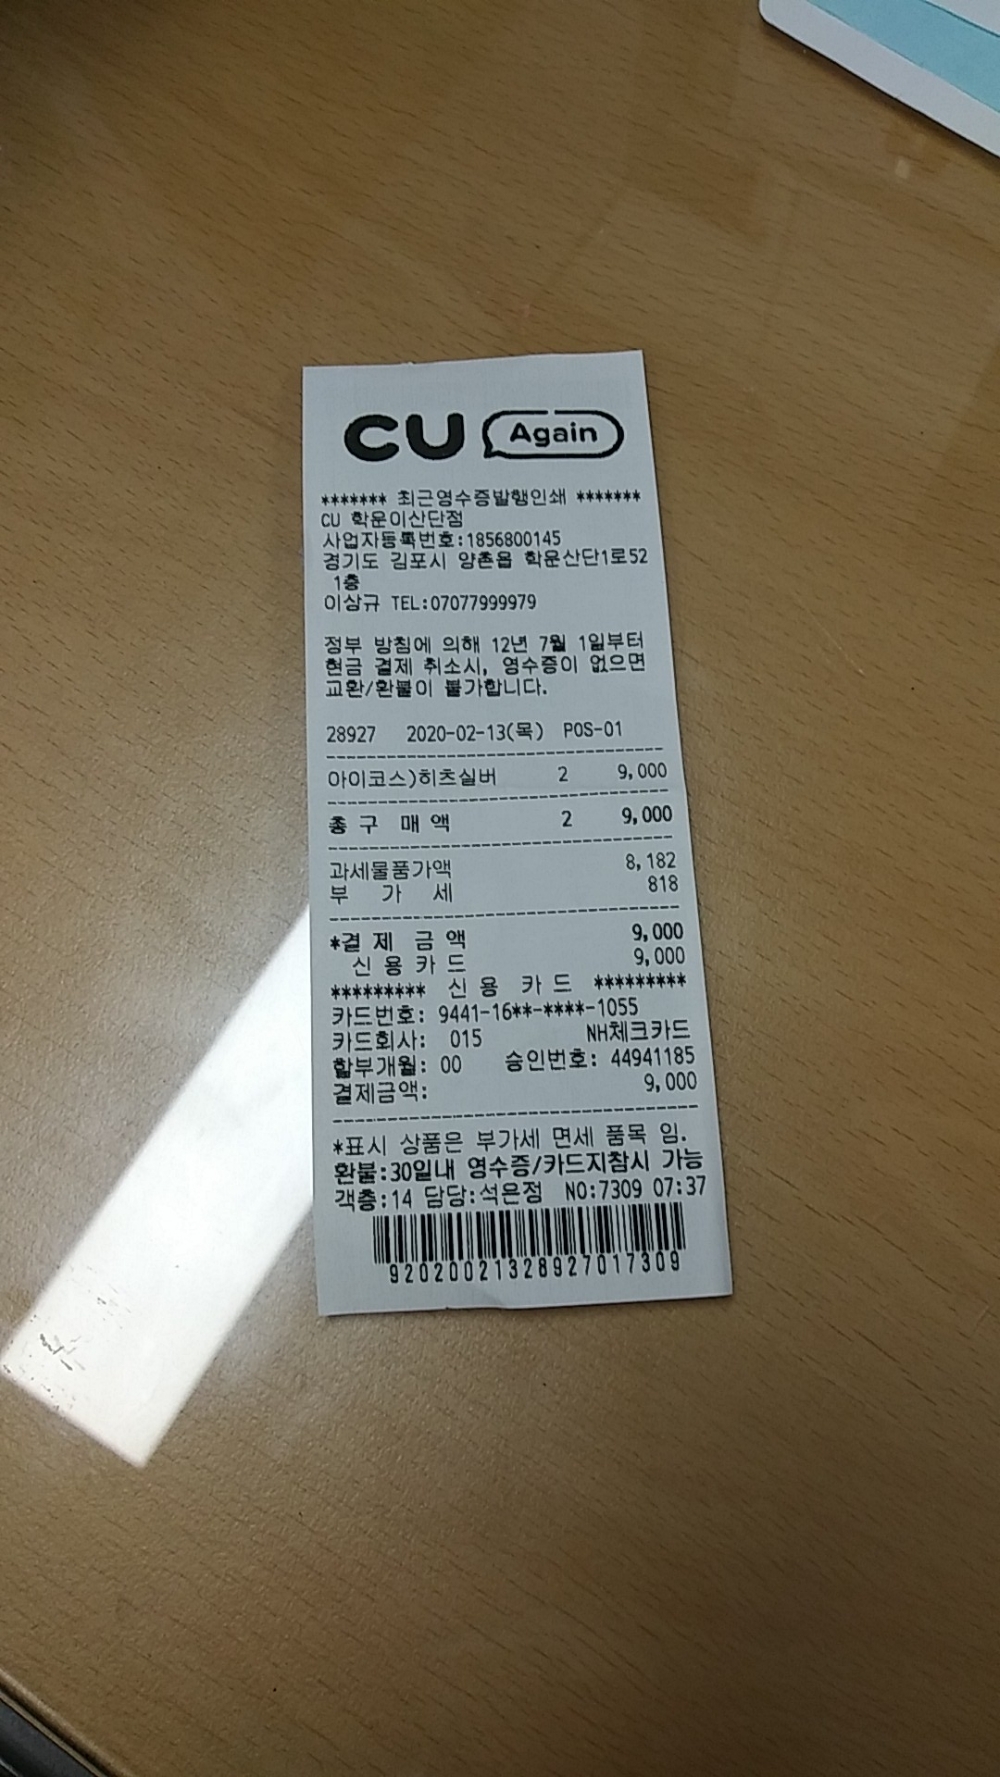 CU Again
******* 최근영수증발행인쇄 *******
CU 학운이산단점
사업자등록번호:1856800145
경기도 김포시 양촌읍 학운산단1로52
1층
이상규 TEL:07077999979
정부 방침에 의해 12년 7월 1일부터
현금 결제 취소시, 영수증이 없으면
교환/환불이 불가합니다.
28927 2020-02-13(목) POS-01
아이코스)히츠실버 2 9,000
총 구 매 액 2 9,000
과세물품가액 8,182
부 가 세 818
*결 제 금 액 9,000
신 용 카 드 9,000
********* 신 용 카 드 *********
카드번호: 9441-16**-****-1055
카드회사: 015 NH체크카드
할부개월: 00 승인번호: 44941185
결제금액: 9,000
*표시 상품은 부가세 면세 품목 임.
환불:30일내 영수증/카드지참시 가능
객층:14 담당:석은정 NO:7309 07:37
92020021328927017309